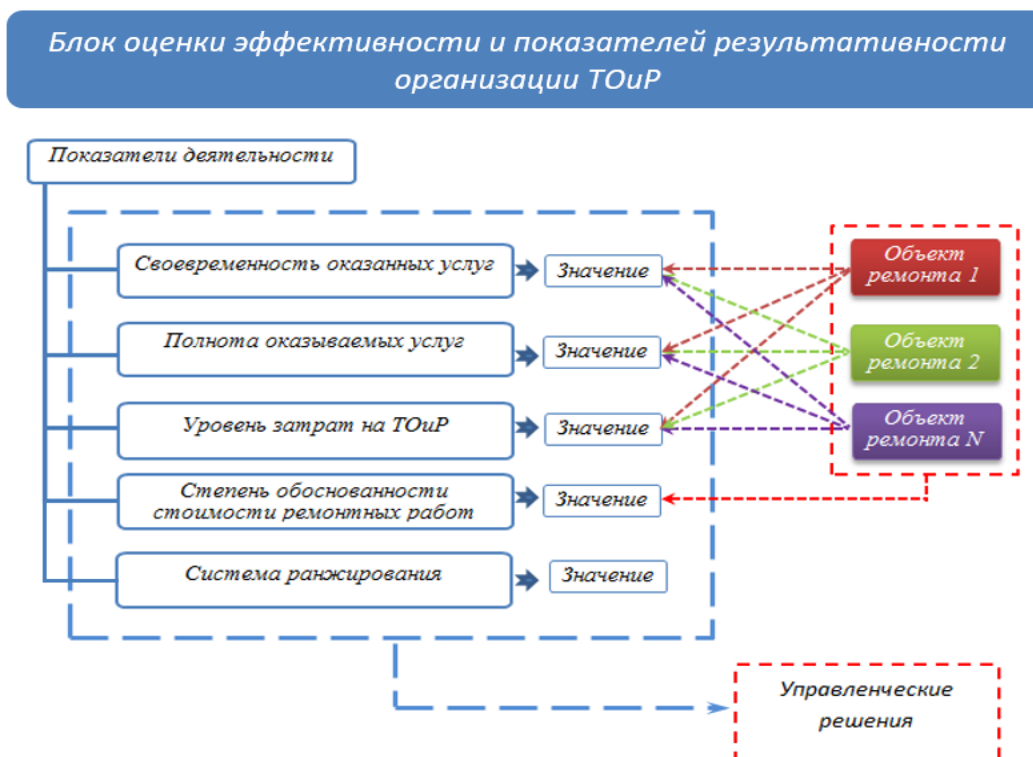 Блок оценки эффективности и показателей результативности
организации ТОиР
Показатели деятельности
Своевременность оказанных услуг
Значение
Объект
ремонта 1
Полнота оказываемых услуг
Значение
Объект
ремонта 2
Уровень затрат на ТОиР
Значение
Объект
ремонта N
Степень обоснованности
стоимости ремонтных работ
Значение
Система ранжирования
Значение
Управленческие
решения